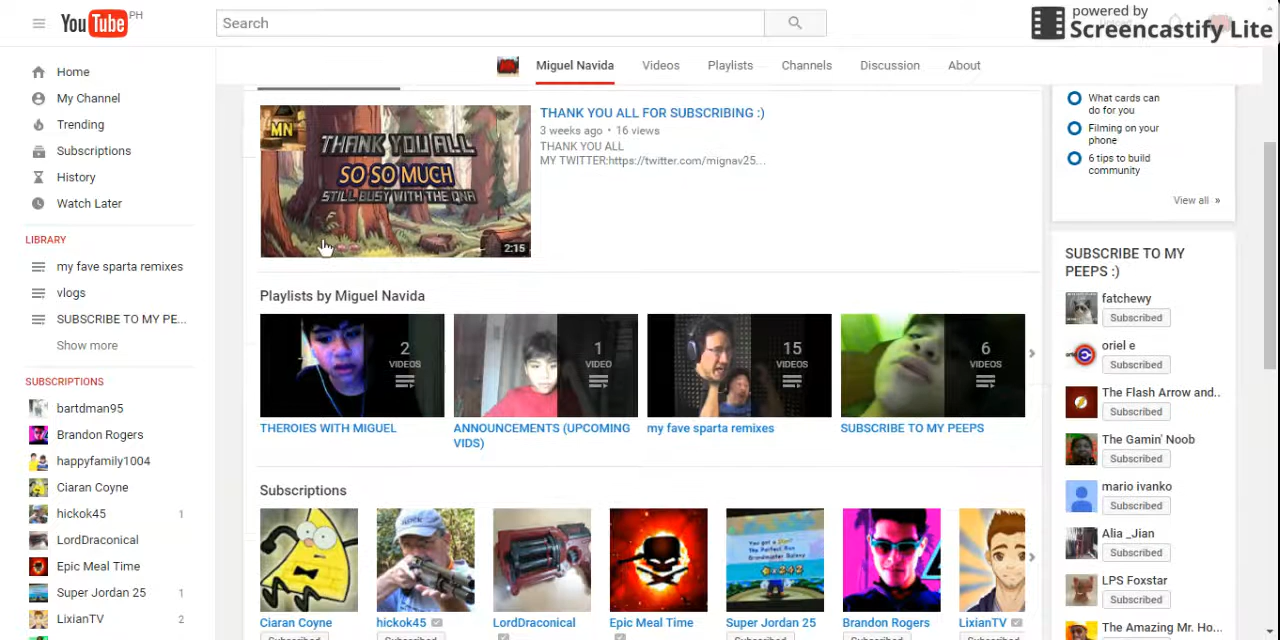 YouTube PH
Search
powered by
Screencastify Lite
Home
My Channel
Trending
Subscriptions
History
Watch Later
LIBRARY
my fave sparta remixes
vlogs
SUBSCRIBE TO MY PE...
Show more
SUBSCRIPTIONS
bartdman95
Brandon Rogers
happyfamily1004
Ciaran Coyne
hickok45 1
LordDraconical
Epic Meal Time
Super Jordan 25 1
LixianTV 2
Miguel Navida Videos Playlists Channels Discussion About
MN
THANK YOU ALL
SO SO MUCH
STILL BUSY WITH THE QNA
2:15
THANK YOU ALL FOR SUBSCRIBING :)
3 weeks ago • 16 views
THANK YOU ALL
MY TWITTER:https://twitter.com/mignav25...
Playlists by Miguel Navida
2
VIDEOS
THEROIES WITH MIGUEL
1
VIDEO
ANNOUNCEMENTS (UPCOMING
VIDS)
15
VIDEOS
my fave sparta remixes
6
VIDEOS
SUBSCRIBE TO MY PEEPS
Subscriptions
Ciaran Coyne
hickok45
LordDraconical
Epic Meal Time
Super Jordan 25
Brandon Rogers
LixianTV
What cards can
do for you
Filming on your
phone
6 tips to build
community
View all »
SUBSCRIBE TO MY
PEEPS :)
fatchewy
Subscribed
oriel e
Subscribed
The Flash Arrow and..
Subscribed
The Gamin' Noob
Subscribed
mario ivanko
Subscribed
Alia _Jian
Subscribed
LPS Foxstar
Subscribed
The Amazing Mr. Ho...